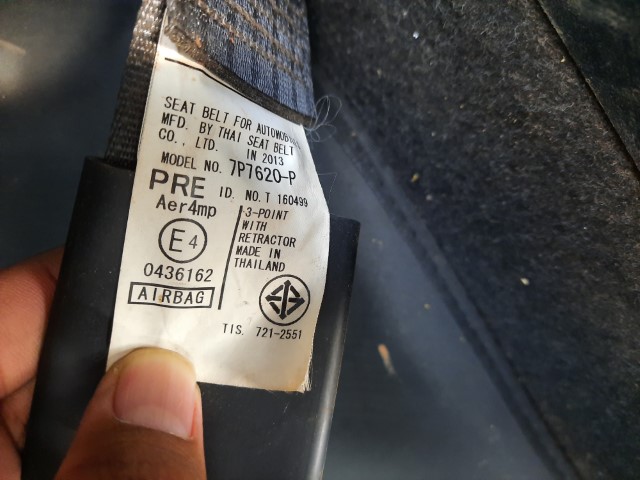 SEAT BELT FOR AUTOMOBILES
MFD. BY THAI SEAT BELT
CO., LTD. IN 2013
MODEL NO. 7P7620-P
PRE ID. NO. T 160499
Aer4mp
E4
0436162
AIRBAG
3-POINT
WITH
RETRACTOR
MADE IN
THAILAND
TIS. 721-2551